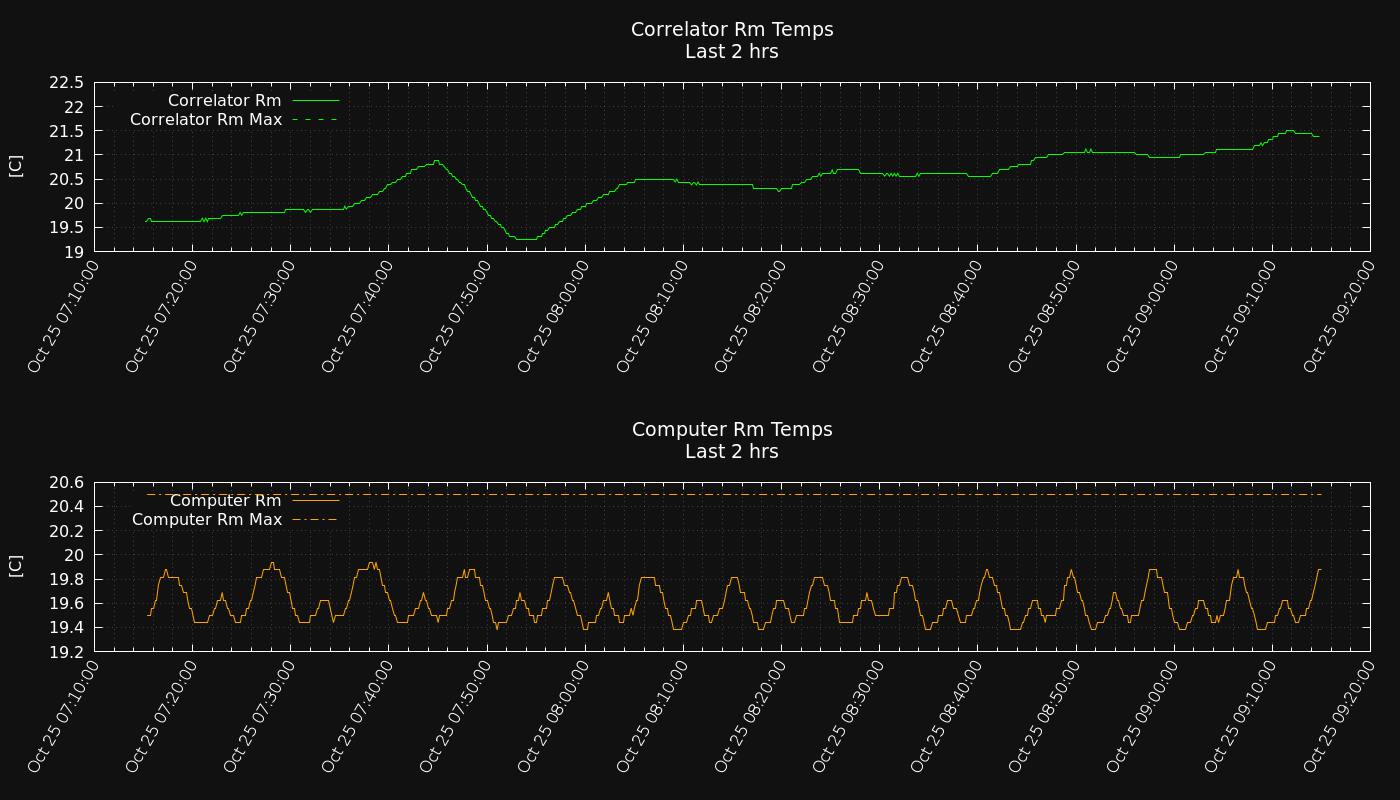 Correlator Rm Temps
Last 2 hrs
22.5
22
21.5
21
20.5
20
19.5
19
[C]
Correlator Rm
Correlator Rm Max
Oct 25 07:10:00
Oct 25 07:20:00
Oct 25 07:30:00
Oct 25 07:40:00
Oct 25 07:50:00
Oct 25 08:00:00
Oct 25 08:10:00
Oct 25 08:20:00
Oct 25 08:30:00
Oct 25 08:40:00
Oct 25 08:50:00
Oct 25 09:00:00
Oct 25 09:10:00
Oct 25 09:20:00
Computer Rm Temps
Last 2 hrs
20.6
20.4
20.2
20
19.8
19.6
19.4
19.2
[C]
Computer Rm
Computer Rm Max
Oct 25 07:10:00
Oct 25 07:20:00
Oct 25 07:30:00
Oct 25 07:40:00
Oct 25 07:50:00
Oct 25 08:00:00
Oct 25 08:10:00
Oct 25 08:20:00
Oct 25 08:30:00
Oct 25 08:40:00
Oct 25 08:50:00
Oct 25 09:00:00
Oct 25 09:10:00
Oct 25 09:20:00